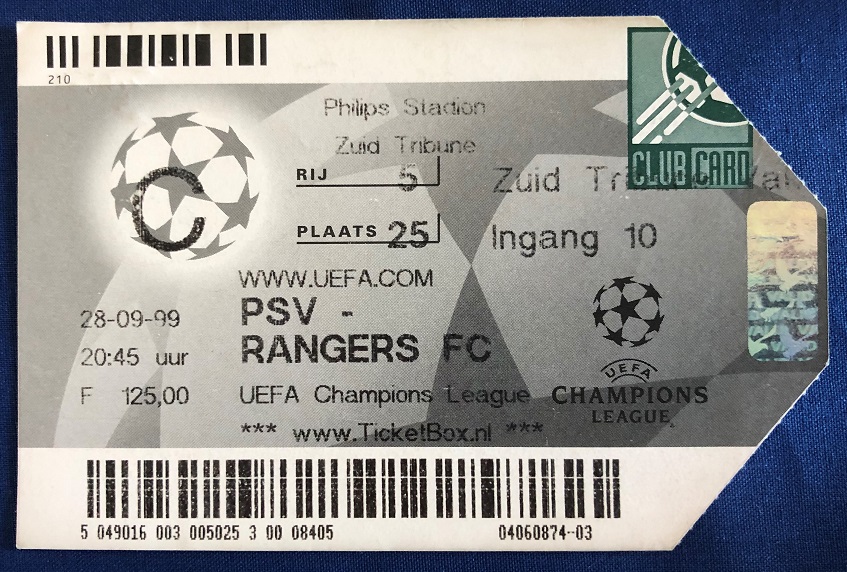 210
Philips Stadion
Zuid Tribune
RIJ 5
PLAATS 25
Zuid
Ingang 10
CLUB CARD
C
WWW.UEFA.COM
28-09-99
PSV -
20:45 uur
RANGERS FC
F 125,00
UEFA Champions League
*** www.TicketBox.nl ***
UEFA
CHAMPIONS
LEAGUE
5 049016 003 005025 3 00 08405
04060874-03